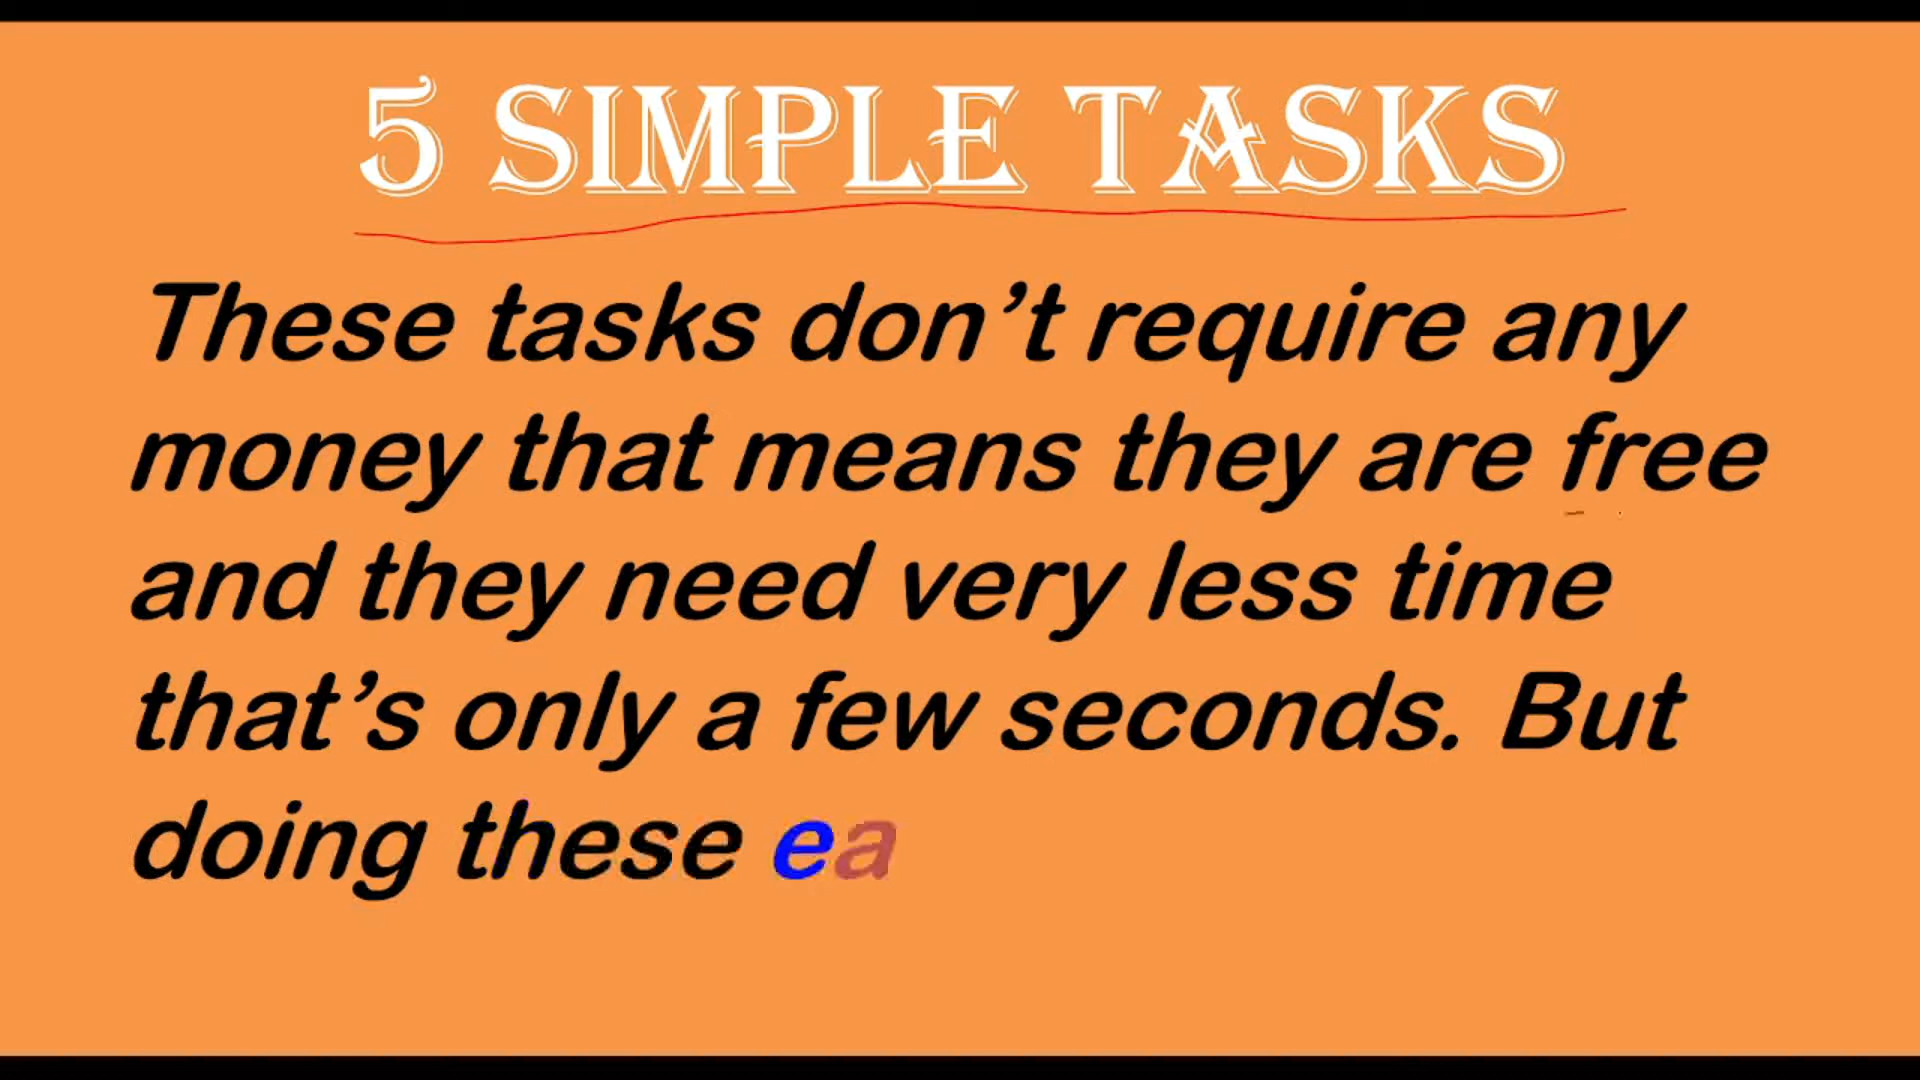 5 SIMPLE TASKS
These tasks don’t require any
money that means they are free
and they need very less time
that’s only a few seconds. But
doing these ea